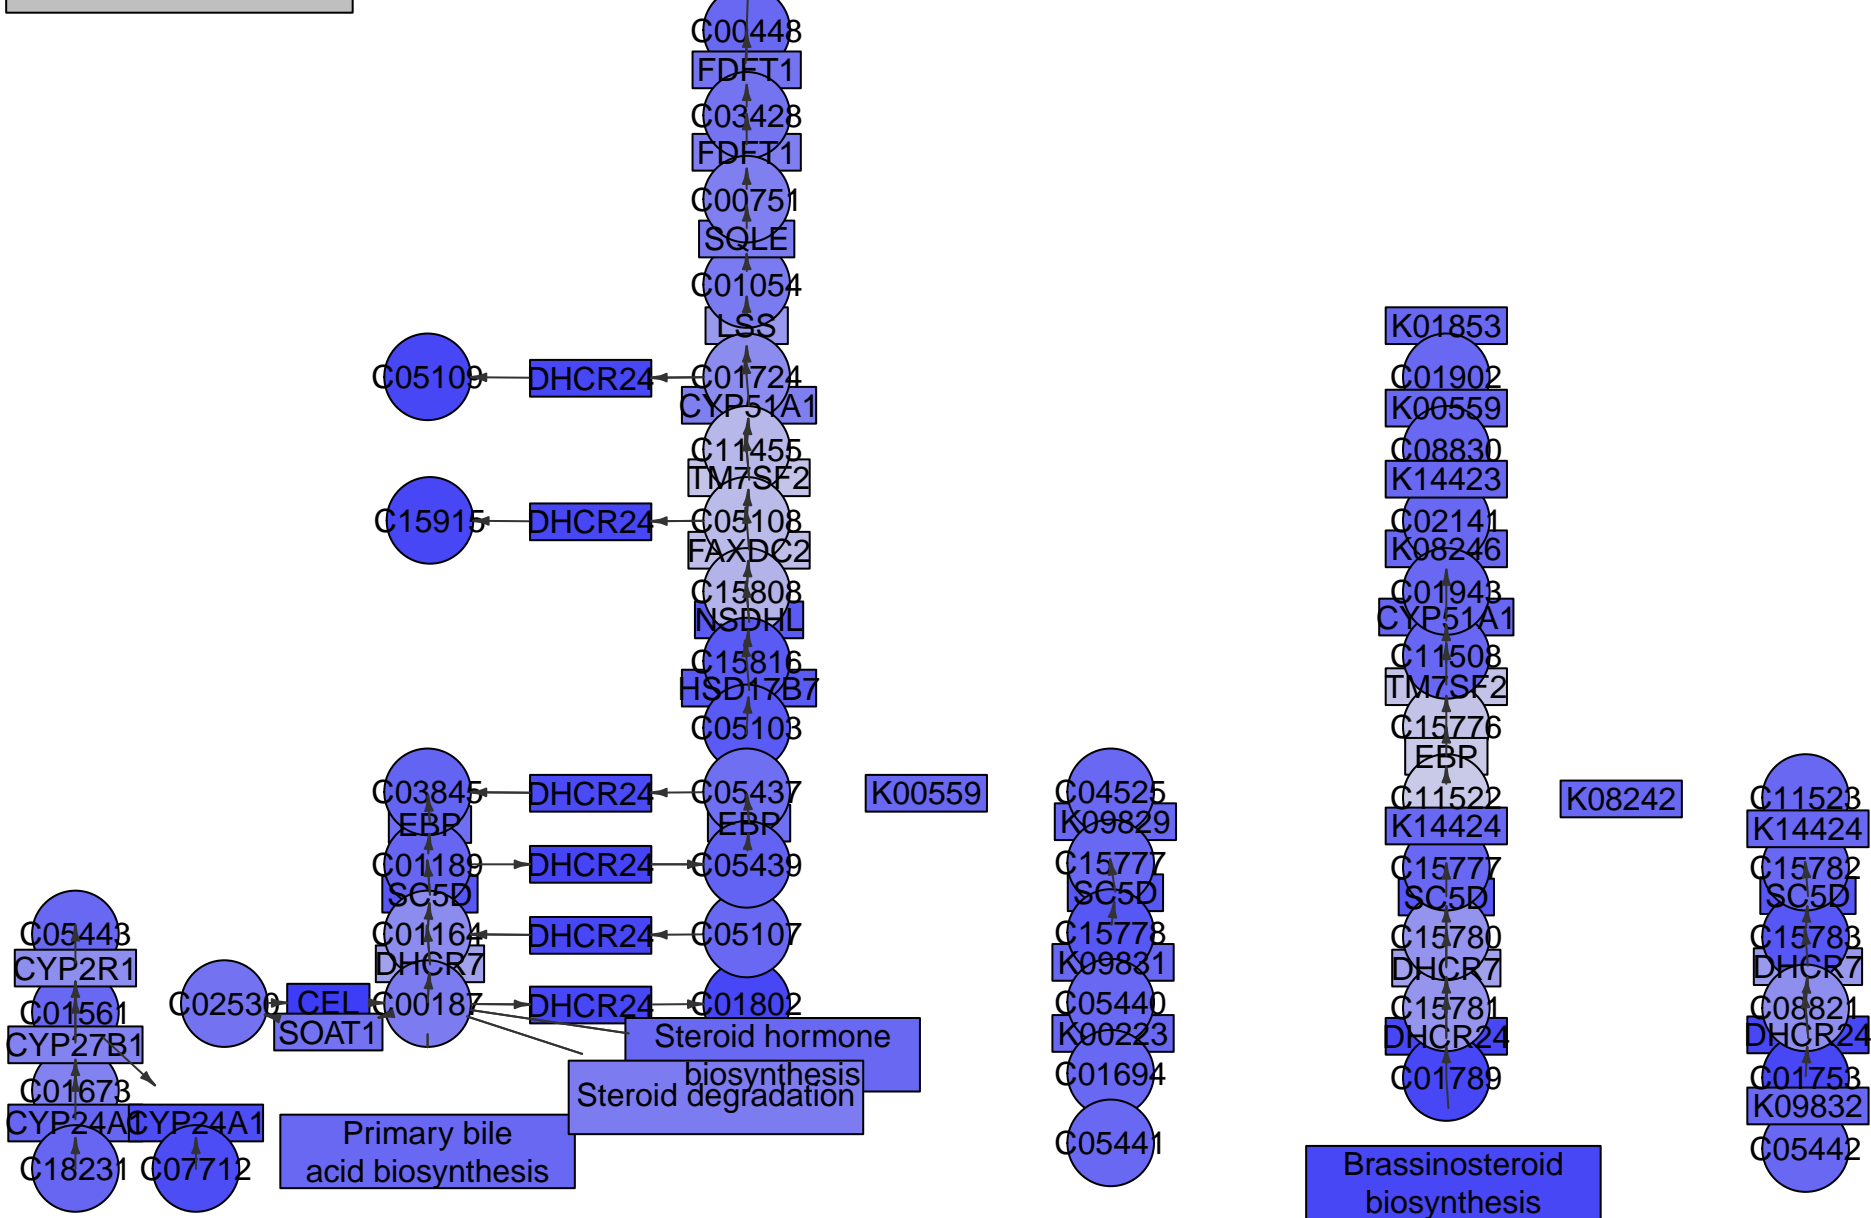 C00448
FDFT1
C03428
FDFT1
C00751
SQLE
C01054
LSS
C05109
DHCR24
C01724
CYP51A1
C11455
TM7SF2
C15915
DHCR24
C05108
FAXDC2
C15808
NSDHL
C15816
HSD17B7
C05103
C03845
DHCR24
C05437
EBP
EBP
C01189
DHCR24
C05439
SC5D
C01164
DHCR24
C05107
DHCR7
C02530
CEL
C00187
DHCR24
C01802
SOAT1
C05443
CYP2R1
C01561
CYP27B1
C01673
CYP24A1
CYP24A1
C18231
C07712
Steroid hormone
biosynthesis
Steroid degradation
Primary bile
acid biosynthesis
K00559
C04525
K09829
C15777
SC5D
C15778
K09831
C05440
K00223
C01694
C05441
K01853
C01902
K00559
C08830
K14423
C02141
K08246
C01943
CYP51A1
C11508
TM7SF2
C15776
EBP
C11522
K14424
C15777
SC5D
C15780
DHCR7
C15781
DHCR24
C01789
Brassinosteroid
biosynthesis
K08242
C11523
K14424
C15782
SC5D
C15783
DHCR7
C08821
DHCR24
C01753
K09832
C05442